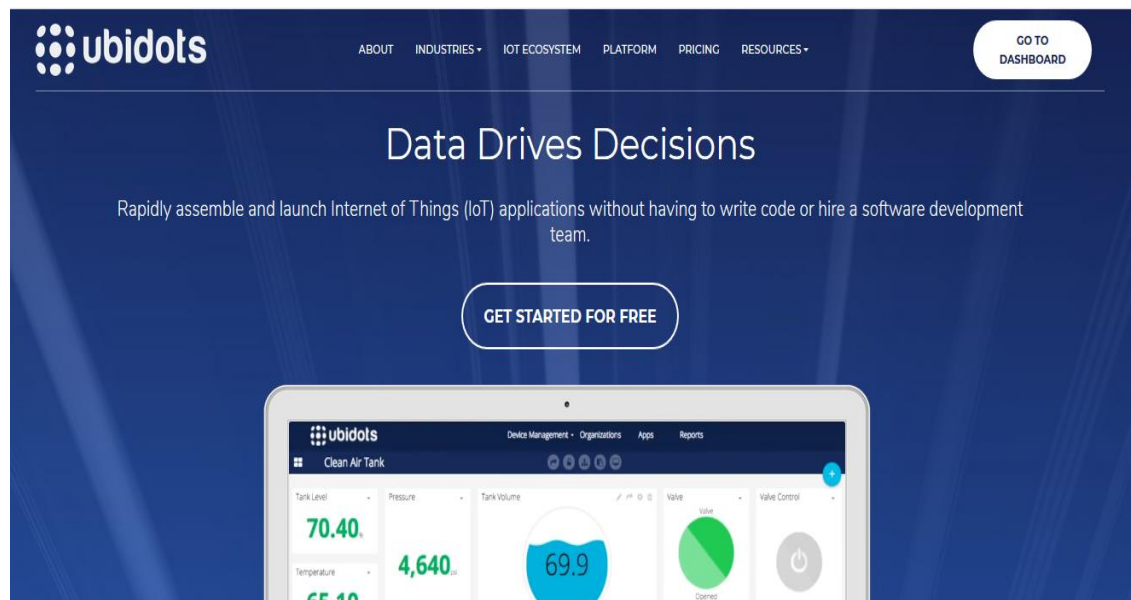 ubidots
ABOUT INDUSTRIES IOT ECOSYSTEM PLATFORM PRICING RESOURCES
GO TO
DASHBOARD
Data Drives Decisions
Rapidly assemble and launch Internet of Things (IoT) applications without having to write code or hire a software development
team.
GET STARTED FOR FREE
ubidots
Device Management Organizations Apps Reports
Clean Air Tank
Tank Level Pressure Tank Volume Valve Valve Control
Valve
70.40
4,640
69.9
Temperature
65.10
Opened